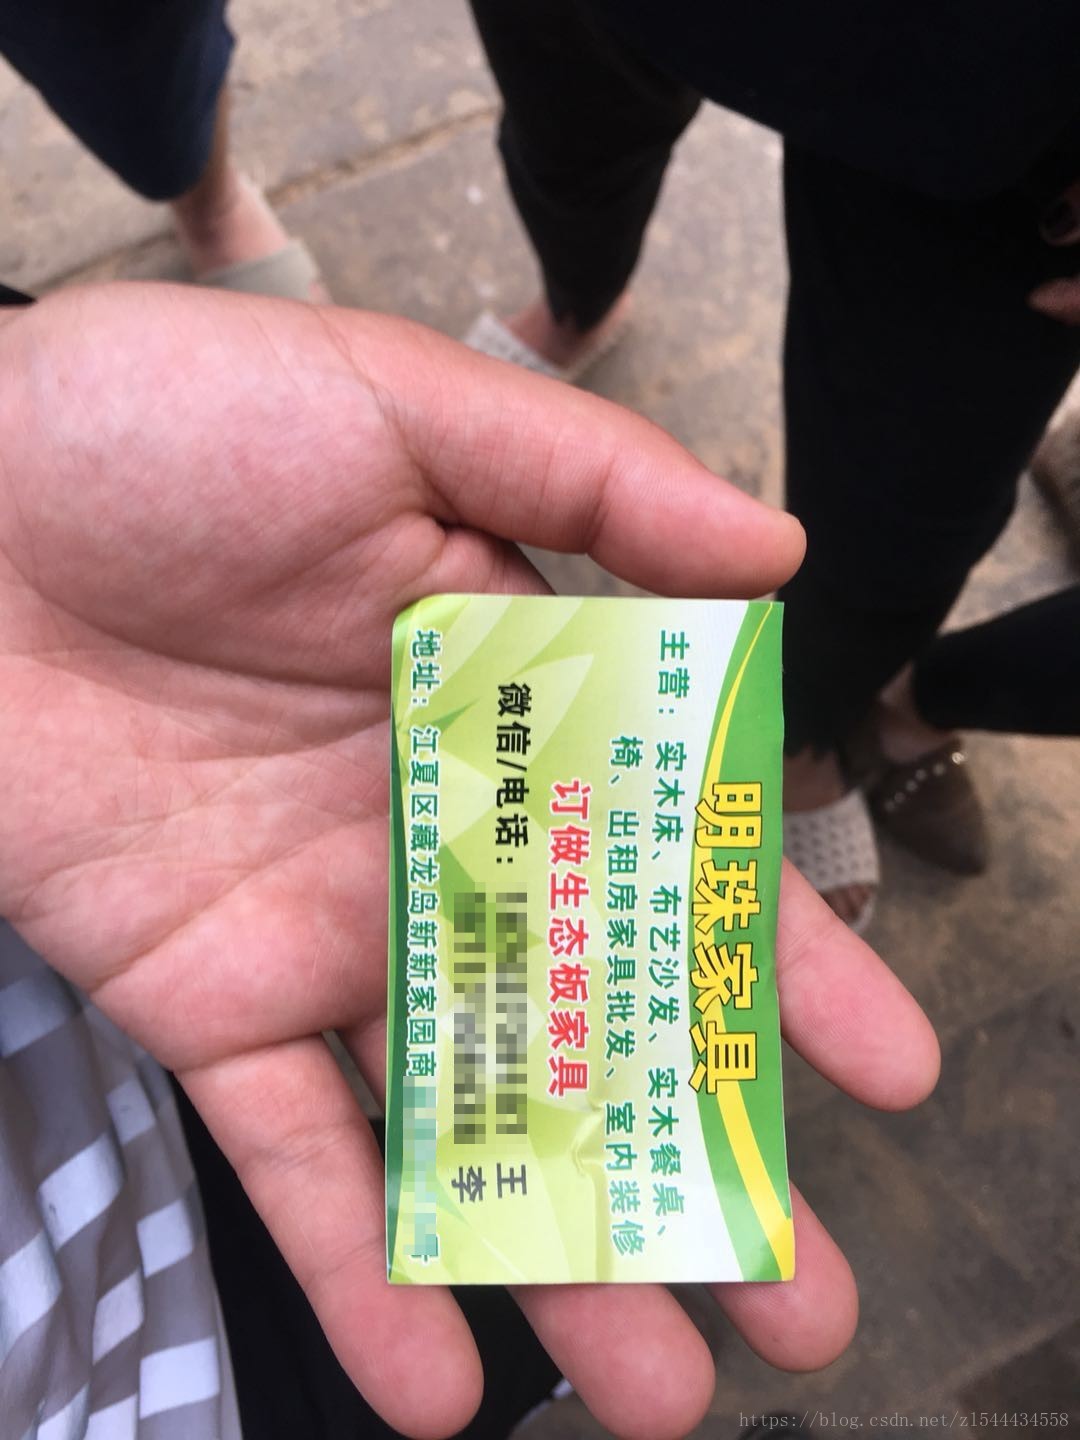 明珠家具
主营：实木床、布艺沙发、实木餐桌、
椅、出租房家具批发、室内装修
订做生态板家具
微信/电话：
王
李
地址：江夏区藏龙岛新新家园商
号
https://blog.csdn.net/zl544434558